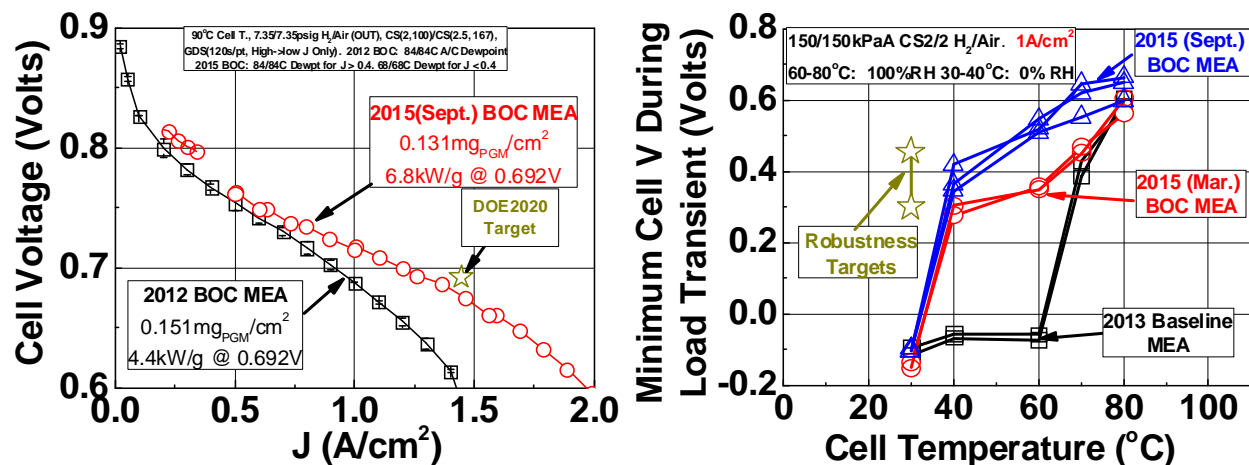 90°C Cell T., 7.35/7.35psig H2/Air (OUT), CS(2,100)/CS(2.5, 167),
GDS(120s/pt, High->low J Only). 2012 BOC: 84/84C A/C Dewpoint
2015 BOC: 84/84C Dewpt for J > 0.4. 68/68C Dewpt for J < 0.4
2015(Sept.) BOC MEA
0.131mgPGM/cm2
6.8kW/g @ 0.692V
DOE2020
Target
2012 BOC MEA
0.151mgPGM/cm2
4.4kW/g @ 0.692V
Cell Voltage (Volts)
0.9
0.8
0.7
0.6
0.0
0.5
1.0
1.5
2.0
J (A/cm2)
150/150kPaA CS2/2 H2/Air. 1A/cm2
60-80°C: 100%RH 30-40°C: 0% RH
2015 (Sept.)
BOC MEA
2015 (Mar.)
BOC MEA
Robustness
Targets
2013 Baseline
MEA
Minimum Cell V During
Load Transient (Volts)
0.8
0.6
0.4
0.2
0.0
-0.2
0
20
40
60
80
100
Cell Temperature (°C)